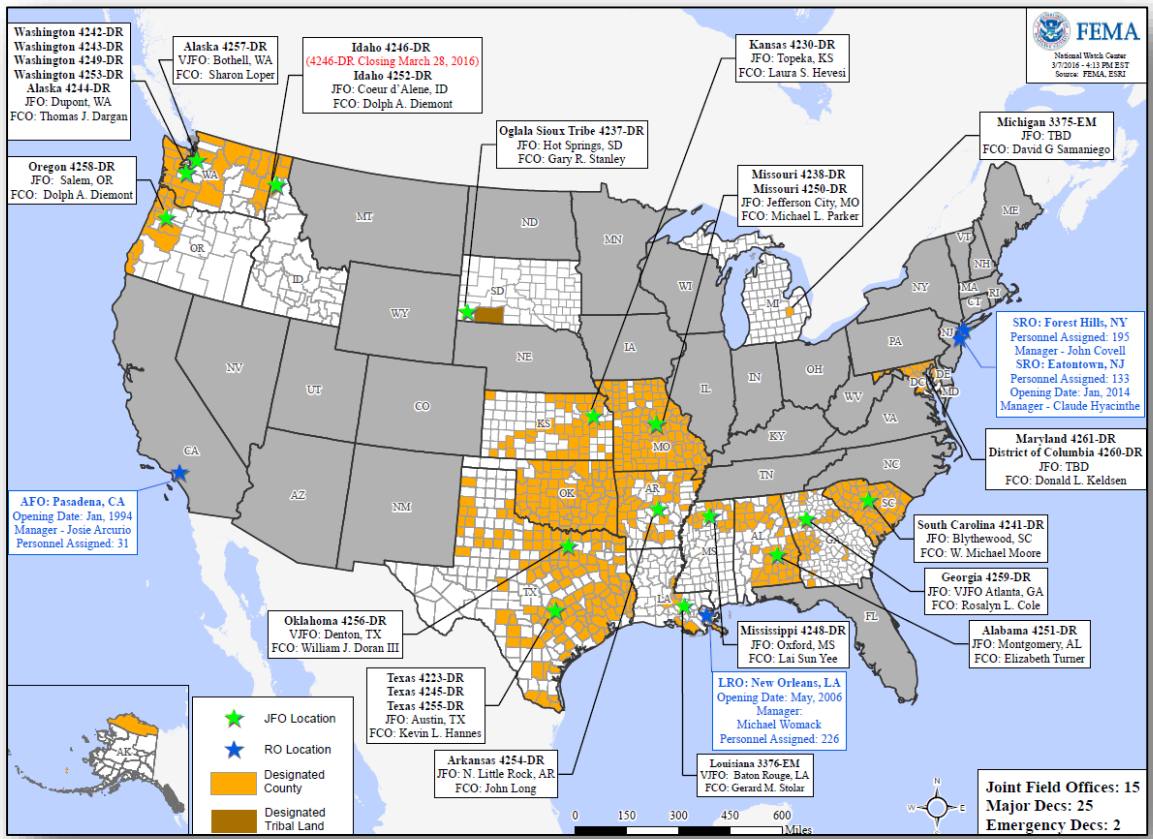 Washington 4242-DR
Washington 4243-DR
Washington 4249-DR
Washington 4253-DR
Alaska 4244-DR
JFO: Dupont, WA
FCO: Thomas J. Dargan
Alaska 4257-DR
VJFO: Bothell, WA
FCO: Sharon Loper
Idaho 4246-DR
(4246-DR Closing March 28, 2016)
Idaho 4252-DR
JFO: Coeur d'Alene, ID
FCO: Dolph A. Diemont
Kansas 4230-DR
JFO: Topeka, KS
FCO: Laura S. Hevesi
FEMA
National Watch Center
3/7/2016 - 4:13 PM EST
Source: FEMA, ESRI
Oglala Sioux Tribe 4237-DR
JFO: Hot Springs, SD
FCO: Gary R. Stanley
Michigan 3375-EM
JFO: TBD
FCO: David G Samaniego
Oregon 4258-DR
JFO: Salem, OR
FCO: Dolph A. Diemont
Missouri 4238-DR
Missouri 4250-DR
JFO: Jefferson City, MO
FCO: Michael L. Parker
WA
MT
ND
MN
ME
VT
NH
OR
ID
SD
WI
MI
NY
MA
RI
CT
WY
IA
PA
NJ
NE
NV
UT
CO
IL
IN
OH
DE
DC
MD
WV
VA
KS
MO
KY
CA
AZ
NM
OK
AR
TN
NC
SC
MS
AL
GA
TX
LA
FL
AK
SRO: Forest Hills, NY
Personnel Assigned: 195
Manager - John Covell
SRO: Eatontown, NJ
Personnel Assigned: 133
Opening Date: Jan, 2014
Manager - Claude Hyacinthe
Maryland 4261-DR
District of Columbia 4260-DR
JFO: TBD
FCO: Donald L. Keldsen
AFO: Pasadena, CA
Opening Date: Jan, 1994
Manager - Josie Arcurio
Personnel Assigned: 31
South Carolina 4241-DR
JFO: Blythewood, SC
FCO: W. Michael Moore
Georgia 4259-DR
JFO: VJFO Atlanta, GA
FCO: Rosalyn L. Cole
Oklahoma 4256-DR
VJFO: Denton, TX
FCO: William J. Doran III
Mississippi 4248-DR
JFO: Oxford, MS
FCO: Lai Sun Yee
Alabama 4251-DR
JFO: Montgomery, AL
FCO: Elizabeth Turner
Texas 4223-DR
Texas 4245-DR
Texas 4255-DR
JFO: Austin, TX
FCO: Kevin L. Hannes
LRO: New Orleans, LA
Opening Date: May, 2006
Manager:
Michael Womack
Personnel Assigned: 226
Arkansas 4254-DR
JFO: N. Little Rock, AR
FCO: John Long
Louisiana 3376-EM
VJFO: Baton Rouge, LA
FCO: Gerard M. Stolar
JFO Location
RO Location
Designated
County
Designated
Tribal Land
0 150 300 450 600
Miles
N
W
E
S
Joint Field Offices: 15
Major Decs: 25
Emergency Decs: 2